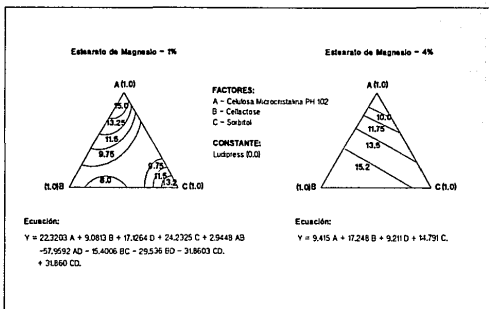 Estearato de Magnesio - 1%
Estearato de Magnesio - 4%
A (1.0)
15.0
13.25
11.5
9.75
8.0
9.75
11.5
13.2
(1.0)B
C (1.0)
FACTORES:
A - Celulosa Microcristalina PH 102
B - Cellactose
C - Sorbitol
CONSTANTE:
Ludipress (0.0)
A (1.0)
10.0
11.75
13.5
15.2
(1.0)B
C (1.0)
Ecuación:
Y = 22.3203 A + 9.0813 B + 17.1264 D + 24.2325 C + 2.9448 AB
-57.9592 AD - 15.4006 BC - 29.536 BD - 31.8603 CD.
+ 31.860 CD.
Ecuación:
Y = 9.415 A + 17.248 B + 9.211 D + 14.791 C.